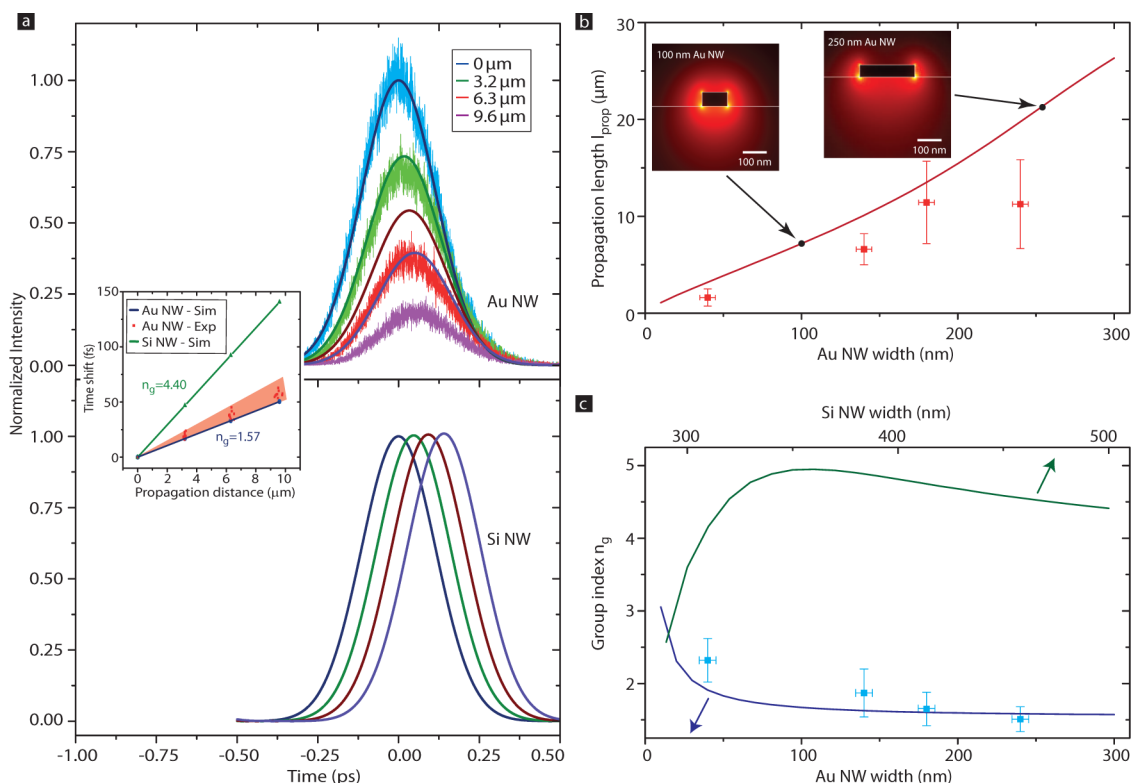 a
1.00
0.75
0.50
0.25
0.00
Normalized Intensity
0 μm
3.2 μm
6.3 μm
9.6 μm
Au NW
150
100
50
0
Time shift (fs)
Au NW - Sim
Au NW - Exp
Si NW - Sim
n_g=4.40
n_g=1.57
0 2 4 6 8 10
Propagation distance (μm)
1.00
0.75
0.50
0.25
0.00
Si NW
-1.00 -0.75 -0.50 -0.25 0.00 0.25 0.50
Time (ps)
b
30
20
10
0
Propagation length l_prop (μm)
100 nm Au NW
100 nm
250 nm Au NW
100 nm
0 100 200 300
Au NW width (nm)
c
Si NW width (nm)
300 400 500
5
4
3
2
Group index n_g
0 50 100 150 200 250 300
Au NW width (nm)